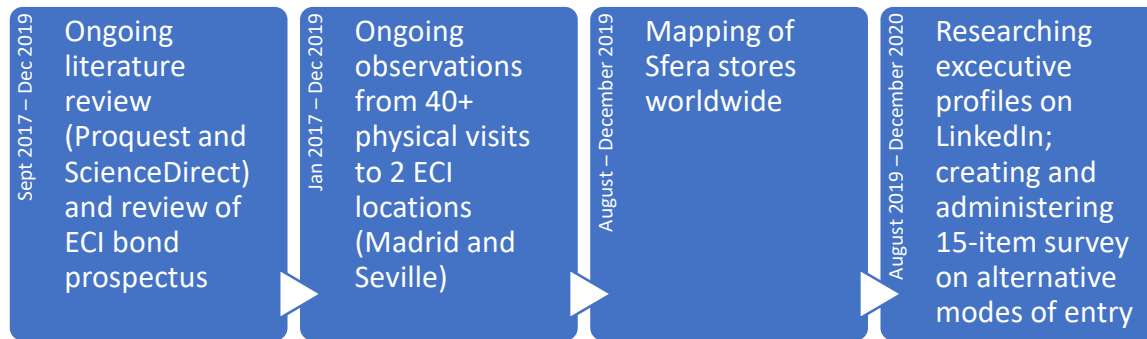 Sept 2017 – Dec 2019
Ongoing
literature
review
(Proquest and
ScienceDirect)
and review of
ECI bond
prospectus
Jan 2017 – Dec 2019
Ongoing
observations
from 40+
physical visits
to 2 ECI
locations
(Madrid and
Seville)
August – December 2019
Mapping of
Sfera stores
worldwide
August 2019 – December 2020
Researching
excecutive
profiles on
LinkedIn;
creating and
administering
15-item survey
on alternative
modes of entry